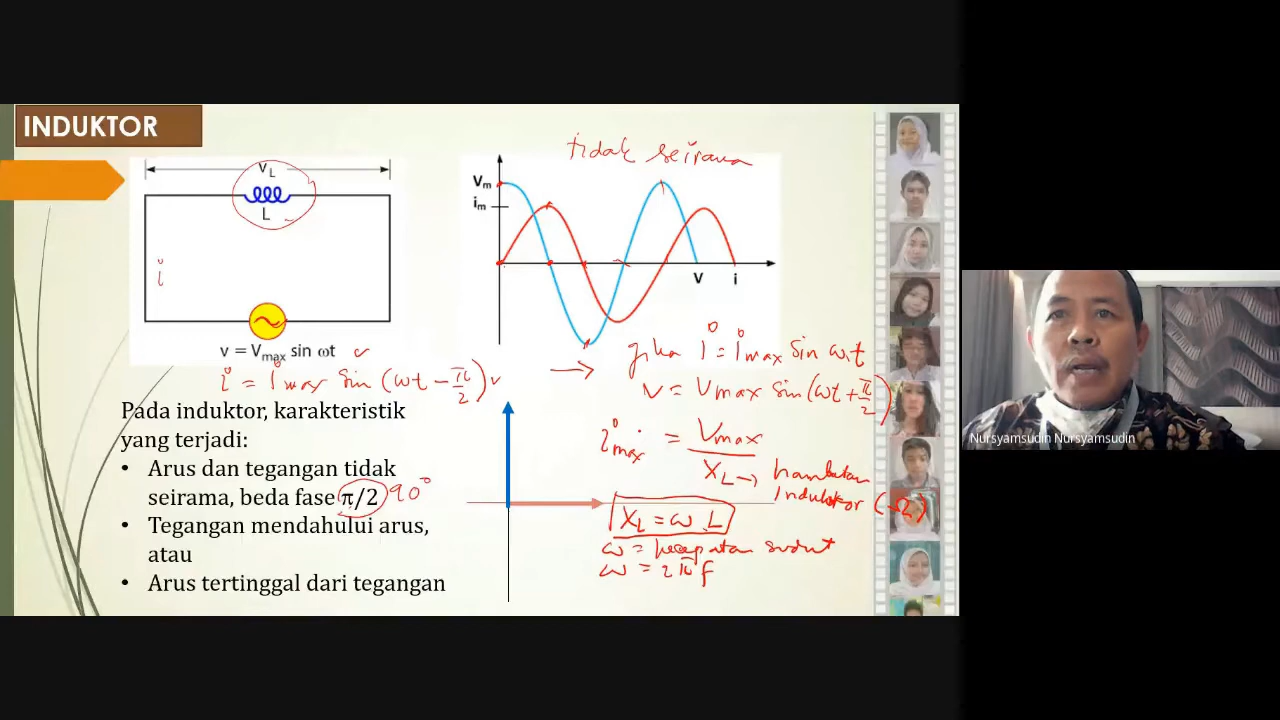 INDUKTOR
tidak seirama
V_L
L
i
v = V_max sin ωt
i = i_max sin (ωt - π/2)
V_m
i_m
V
i
jika i = i_max sin ω.t
v = V_max sin (ωt + π/2)
i_max = V_max / X_L → hambatan
Induktor (Ω)
X_L = ω.L
ω = kecepatan sudut
ω = 2πf
Pada induktor, karakteristik
yang terjadi:
• Arus dan tegangan tidak
seirama, beda fase π/2 90°
• Tegangan mendahului arus,
atau
• Arus tertinggal dari tegangan
Nursyamsudin Nursyamsudin